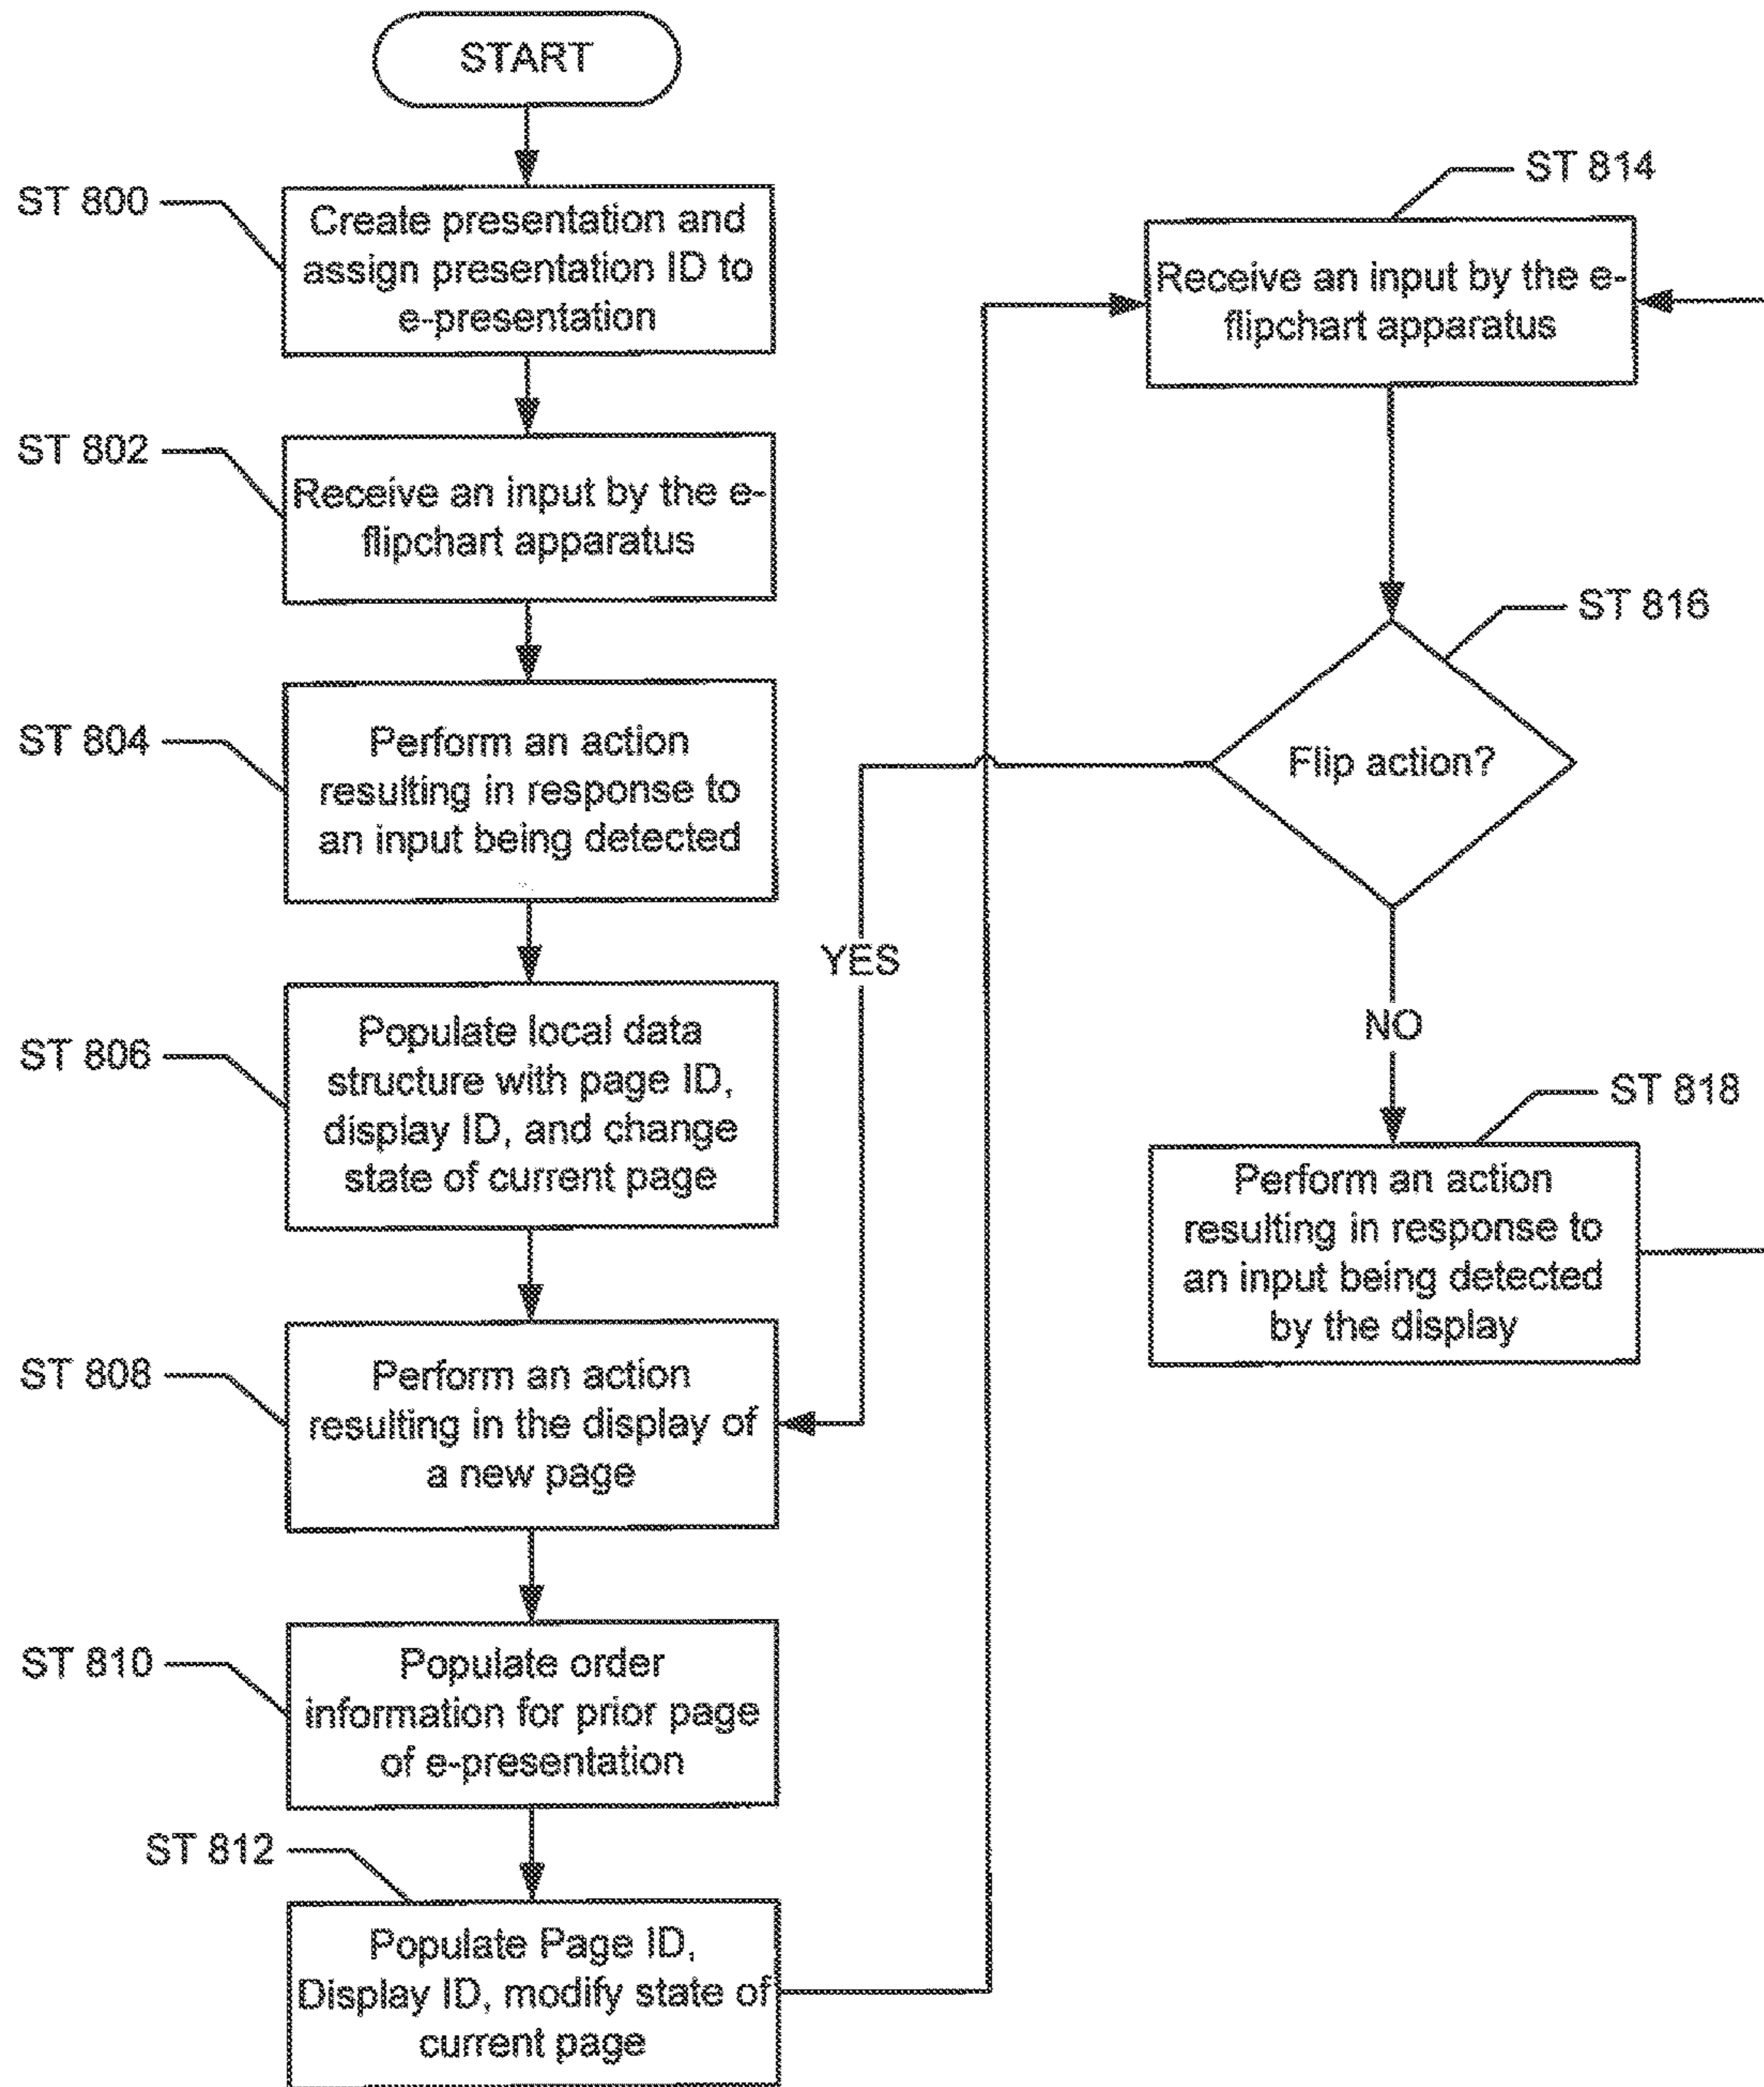 START
ST 800
Create presentation and
assign presentation ID to
e-presentation
ST 802
Receive an input by the e-
flipchart apparatus
ST 804
Perform an action
resulting in response to
an input being detected
ST 806
Populate local data
structure with page ID,
display ID, and change
state of current page
ST 808
Perform an action
resulting in the display of
a new page
ST 810
Populate order
information for prior page
of e-presentation
ST 812
Populate Page ID,
Display ID, modify state of
current page
YES
ST 814
Receive an input by the e-
flipchart apparatus
ST 816
Flip action?
NO
ST 818
Perform an action
resulting in response to
an input being detected
by the display